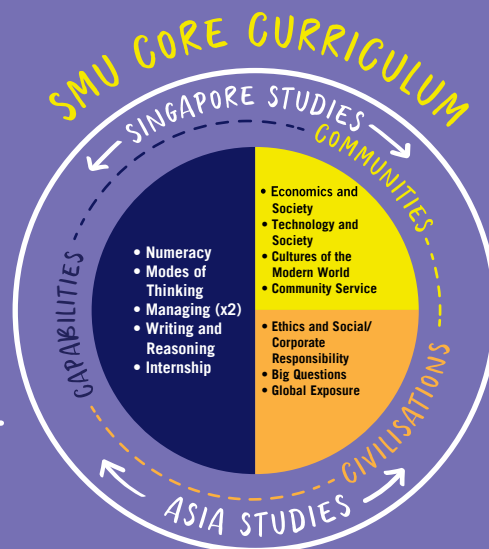 SMU CORE CURRICULUM
SINGAPORE STUDIES
COMMUNITIES
CAPABILITIES
• Numeracy
• Modes of
Thinking
• Managing (x2)
• Writing and
Reasoning
• Internship
• Economics and
Society
• Technology and
Society
• Cultures of the
Modern World
• Community Service
• Ethics and Social/
Corporate
Responsibility
• Big Questions
• Global Exposure
CIVILISATIONS
ASIA STUDIES